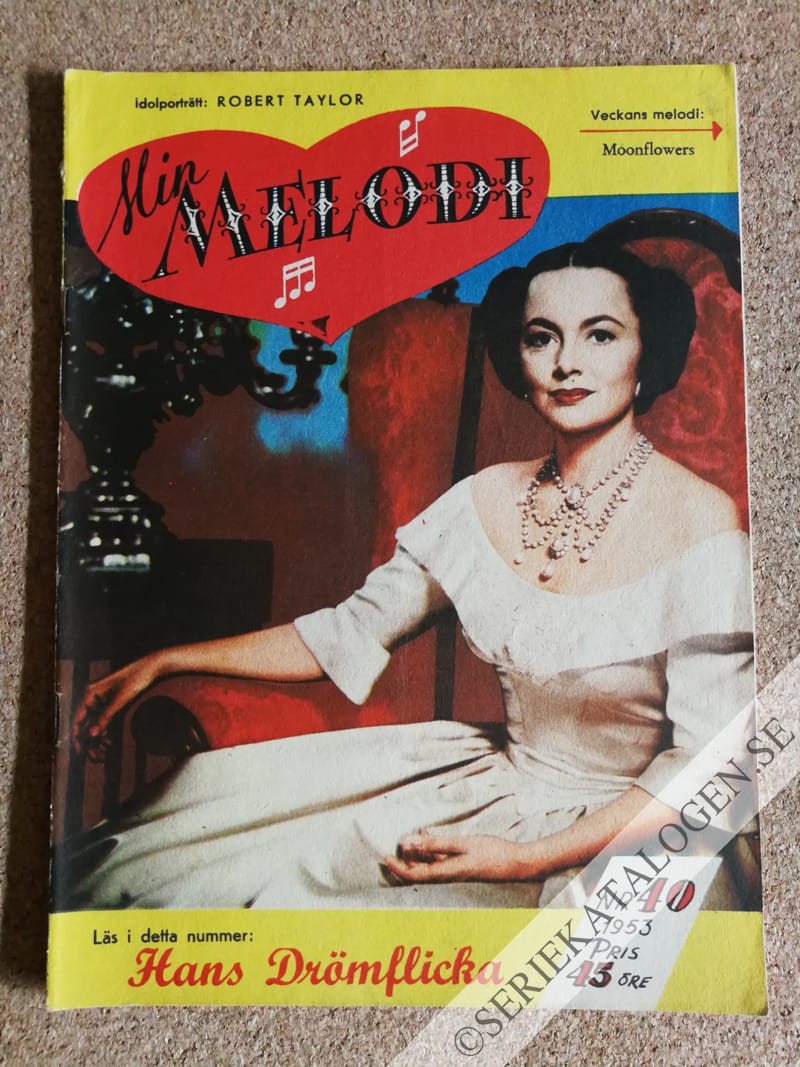 idolporträtt: ROBERT TAYLOR
Veckans melodi:
Moonflowers
Min
MELODI
Nr 40
1953
PRIS
45 ÖRE
Läs i detta nummer:
Hans Drömflicka
©SERIEKATALOGEN.SE